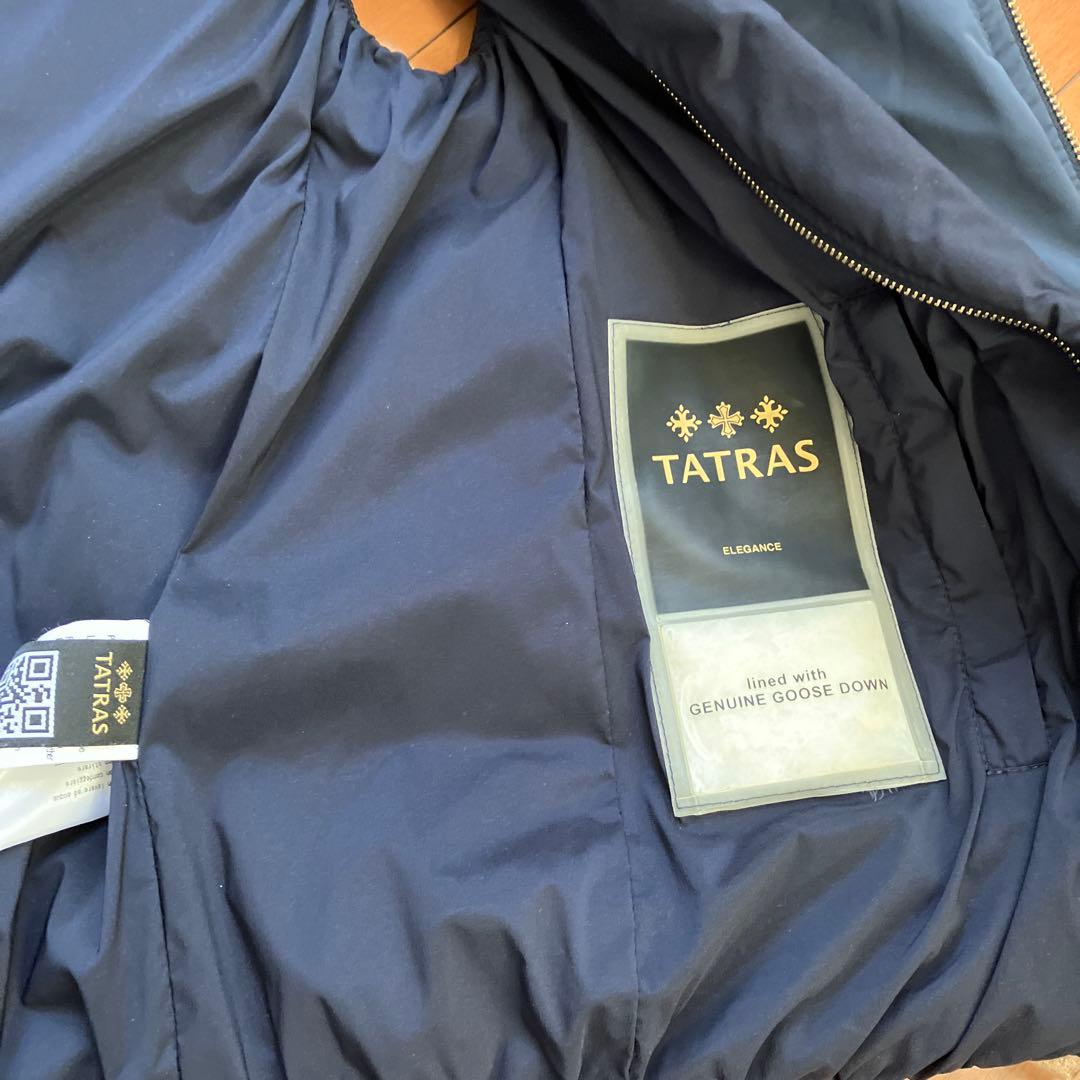 TATRAS
ELEGANCE
lined with
GENUINE GOOSE DOWN
TATRAS